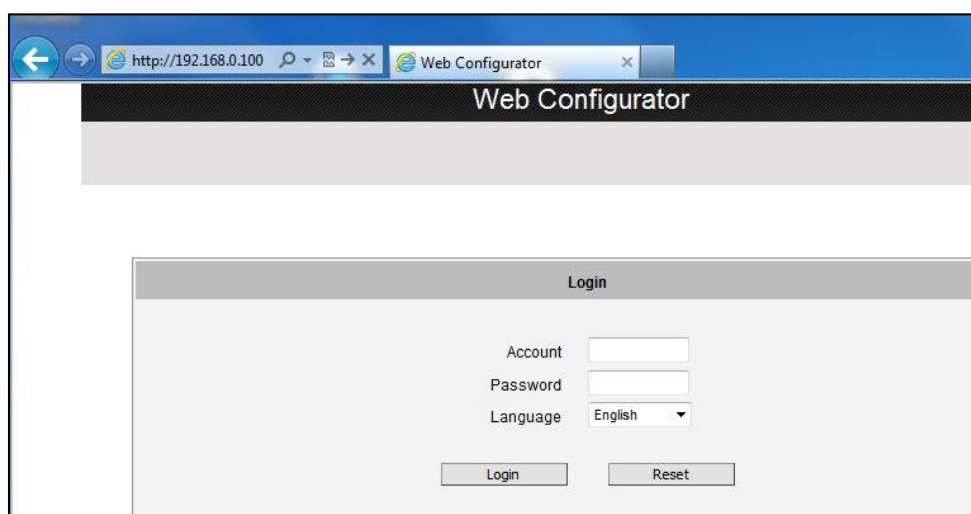 http://192.168.0.100 Web Configurator
Web Configurator
Login
Account
Password
Language English
Login Reset